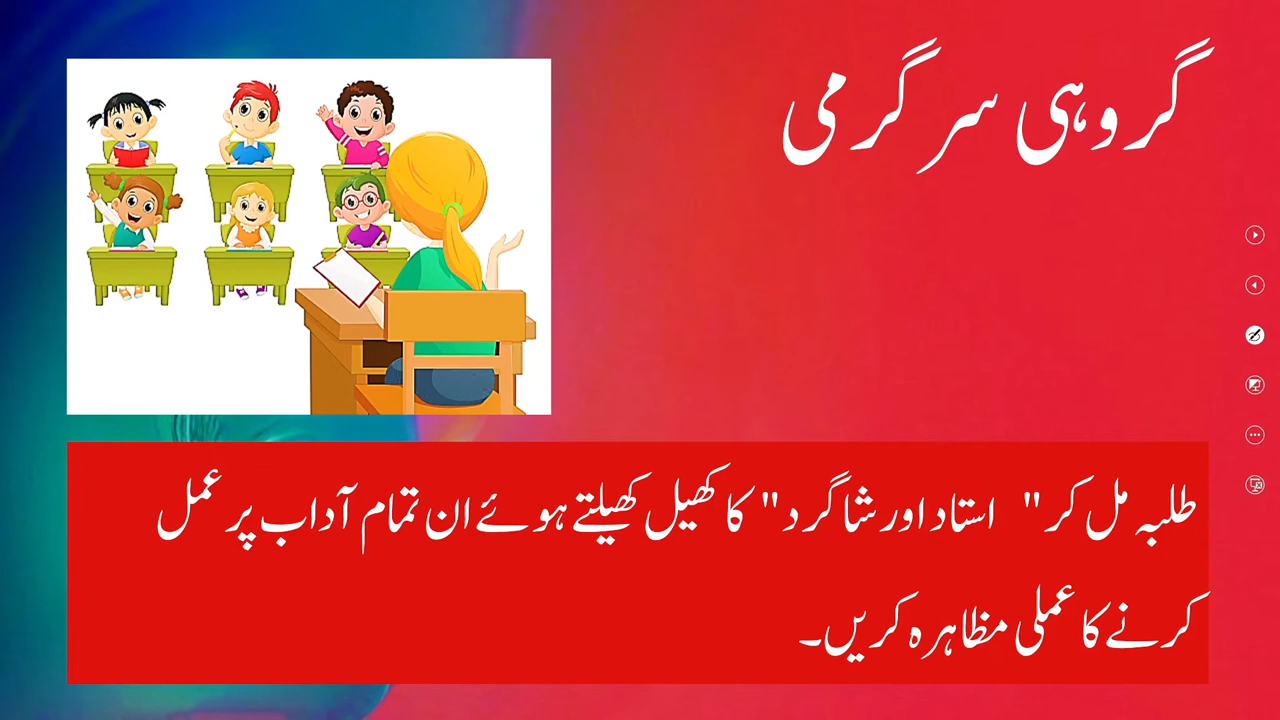 گروہی سرگرمی
طلبہ مل کر " استاد اور شاگرد" کا کھیل کھیلتے ہوئے ان تمام آداب پر عمل
کرنے کا عملی مظاہرہ کریں۔